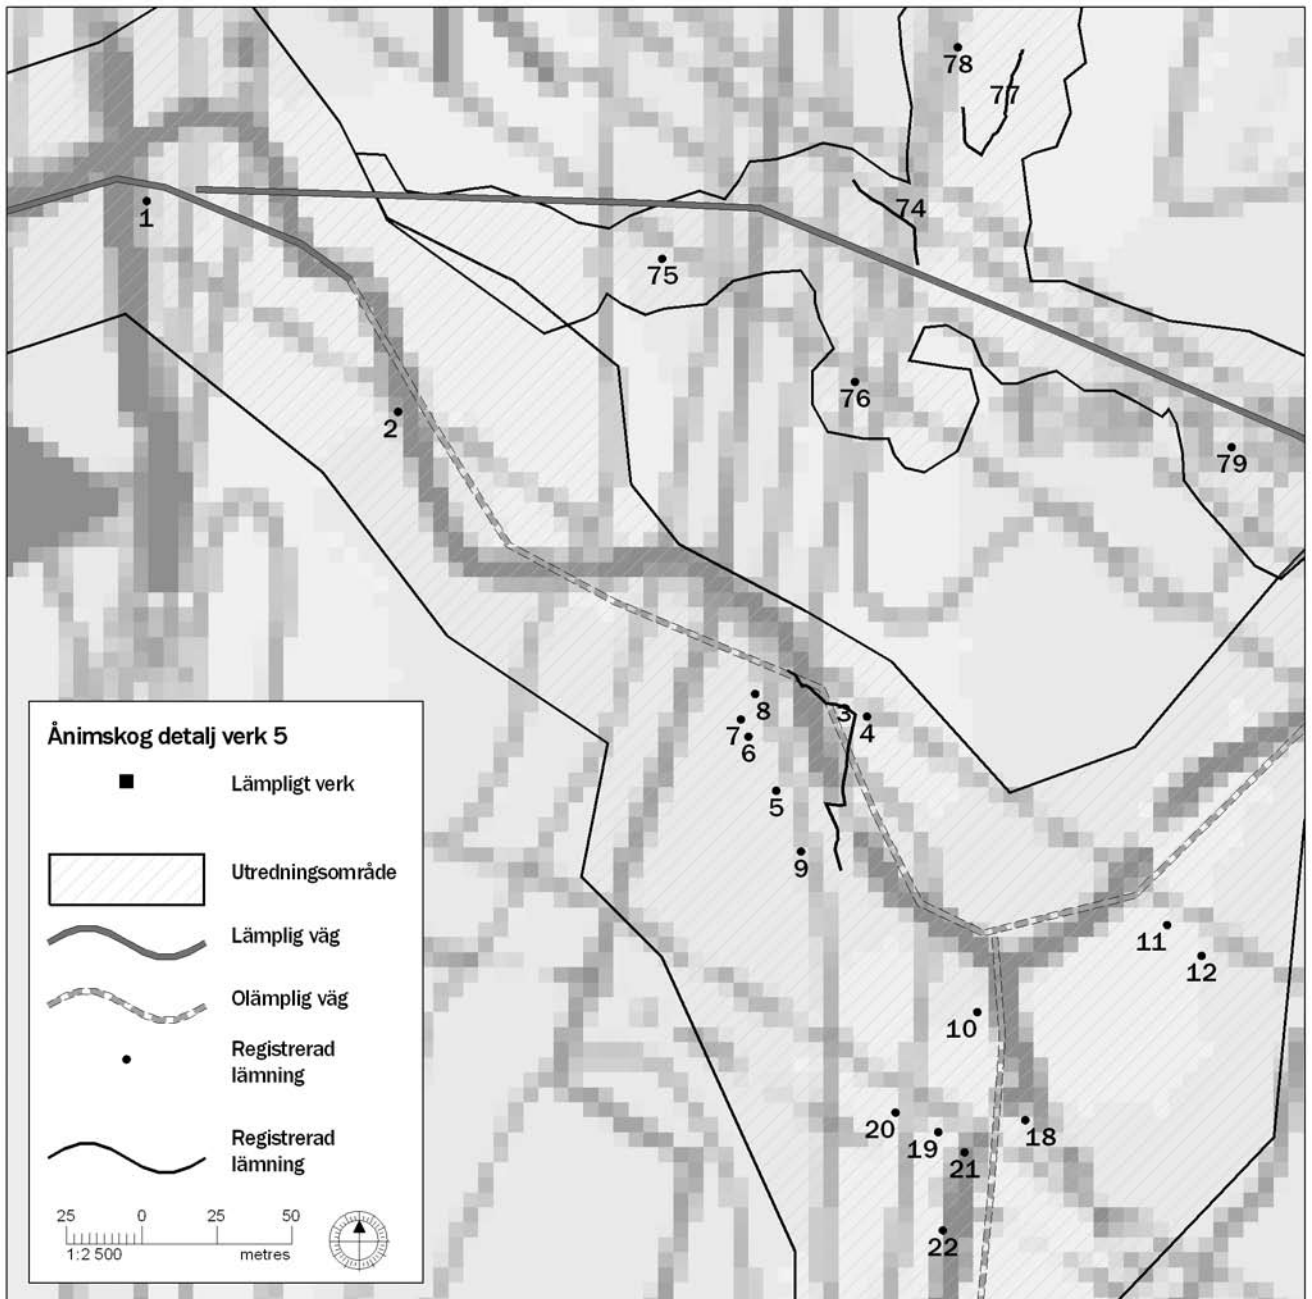 78
77
74
1
75
76
2
79
8
3
4
7
6
5
9
11
12
10
20
19
18
21
22
Ånimskog detalj verk 5
Lämpligt verk
Utredningsområde
Lämplig väg
Olämplig väg
Registrerad
lämning
Registrerad
lämning
25 0 25 50
1:2 500 metres